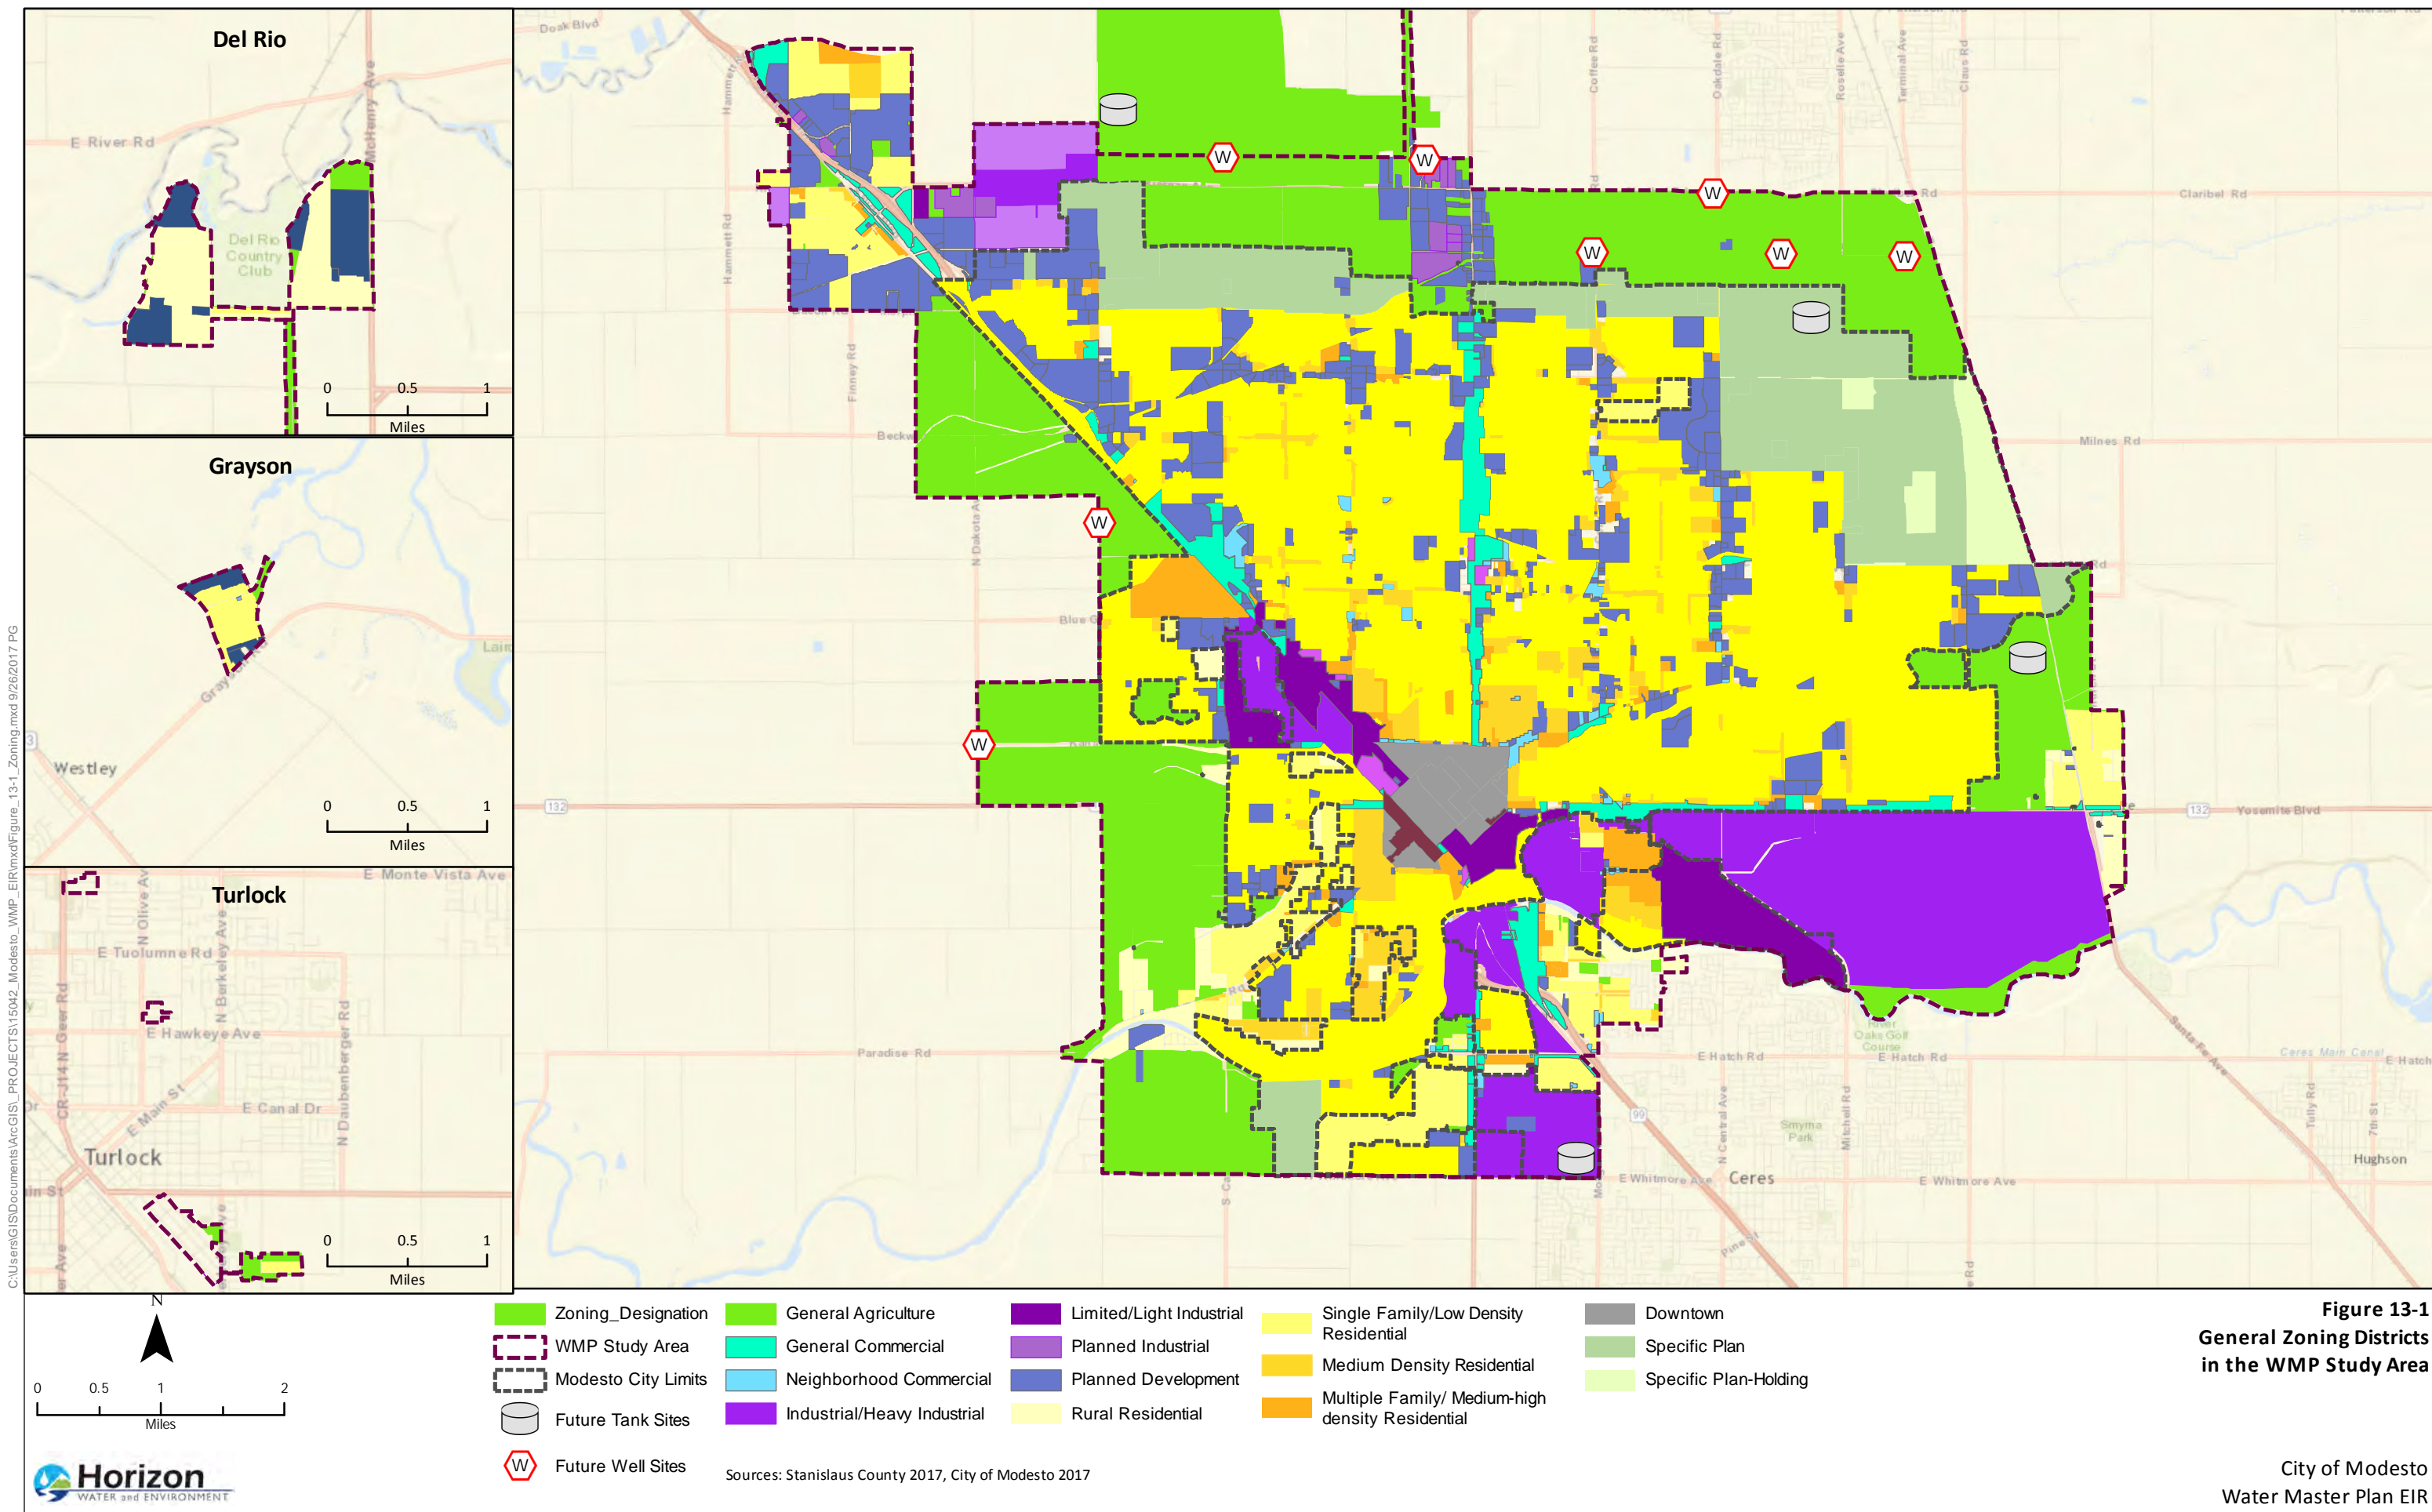 Del Rio
E River Rd
McHenry Ave
Del Rio
Country
Club
0 0.5 1
Miles
Grayson
Westley
0 0.5 1
Miles
Turlock
E Monte Vista Ave
N Olive Av
E Tuolumne Rd
N Berkeley Ave
CR-J14 N Geer Rd
E Hawkeye Ave
N Daubenberger Rd
E Main St
E Canal Dr
Turlock
0 0.5 1
Miles
C:\Users\GIS\Documents\ArcGIS\_PROJECTS\15042_Modesto_WMP_EIR\mxd\Figure_13-1_Zoning.mxd 9/26/2017 PG
Doak Blvd
Hammett
Coffee Rd
Oakdale Rd
Roselle Ave
Terminal Ave
Claus Rd
W
W
W
Claribel Rd
Hammett Rd
W
W
W
Finney Rd
Beckw
Milnes Rd
N Dakota Av
W
Blue G
W
132
132
Yosemite Blvd
Paradise Rd
River
Oaks Golf
Course
E Hatch Rd
E Hatch Rd
Ceres Main Canal
E Hatch
Santa Fe Ave
99
N Central Ave
Mitchell Rd
Smyrna
Park
Tully Rd
7th St
Hughson
Ceres
E Whitmore Ave
E Whitmore Ave
S Ca
Pine St
N
0 0.5 1 2
Miles
Horizon
WATER and ENVIRONMENT
Zoning_Designation
WMP Study Area
Modesto City Limits
Future Tank Sites
W Future Well Sites
General Agriculture
General Commercial
Neighborhood Commercial
Industrial/Heavy Industrial
Limited/Light Industrial
Planned Industrial
Planned Development
Rural Residential
Single Family/Low Density
Residential
Medium Density Residential
Multiple Family/ Medium-high
density Residential
Downtown
Specific Plan
Specific Plan-Holding
Sources: Stanislaus County 2017, City of Modesto 2017
Figure 13-1
General Zoning Districts
in the WMP Study Area
City of Modesto
Water Master Plan EIR